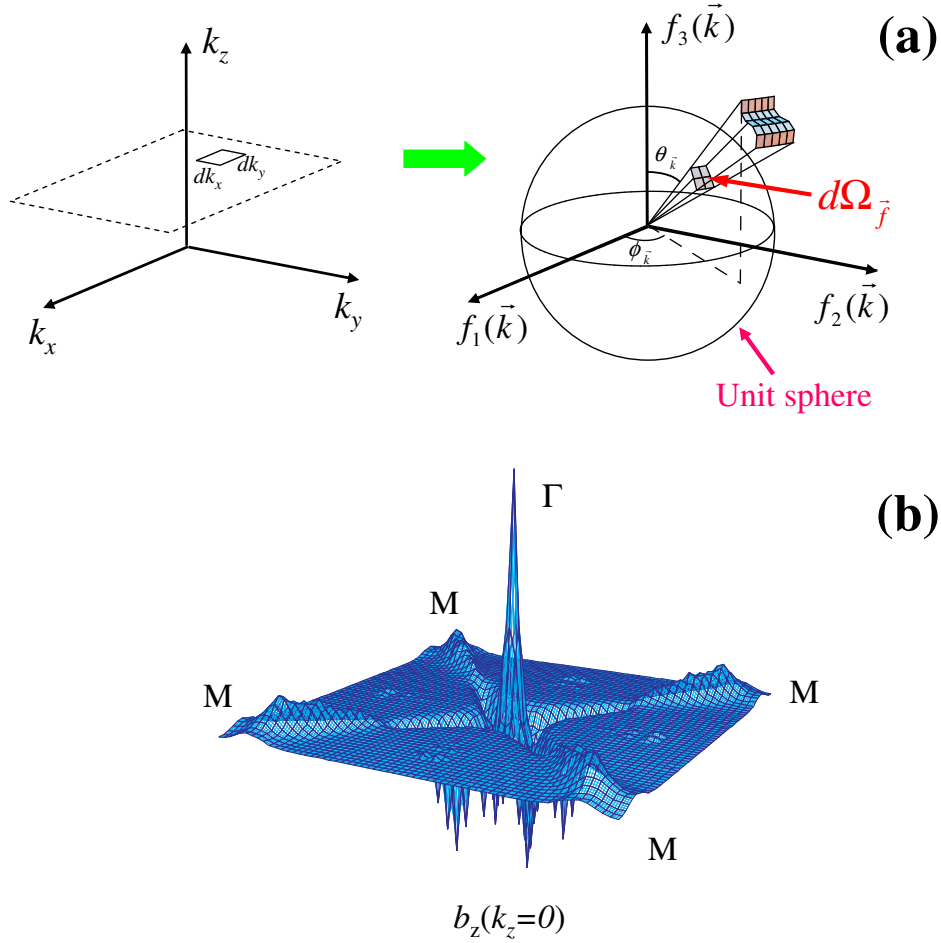 (a)
k_z
f_3(k⃗)
dk_x dk_y
θ_k⃗
dΩ_f⃗
ϕ_k⃗
k_x
k_y
f_1(k⃗)
f_2(k⃗)
Unit sphere
(b)
Γ
M
M
M
M
b_z(k_z=0)